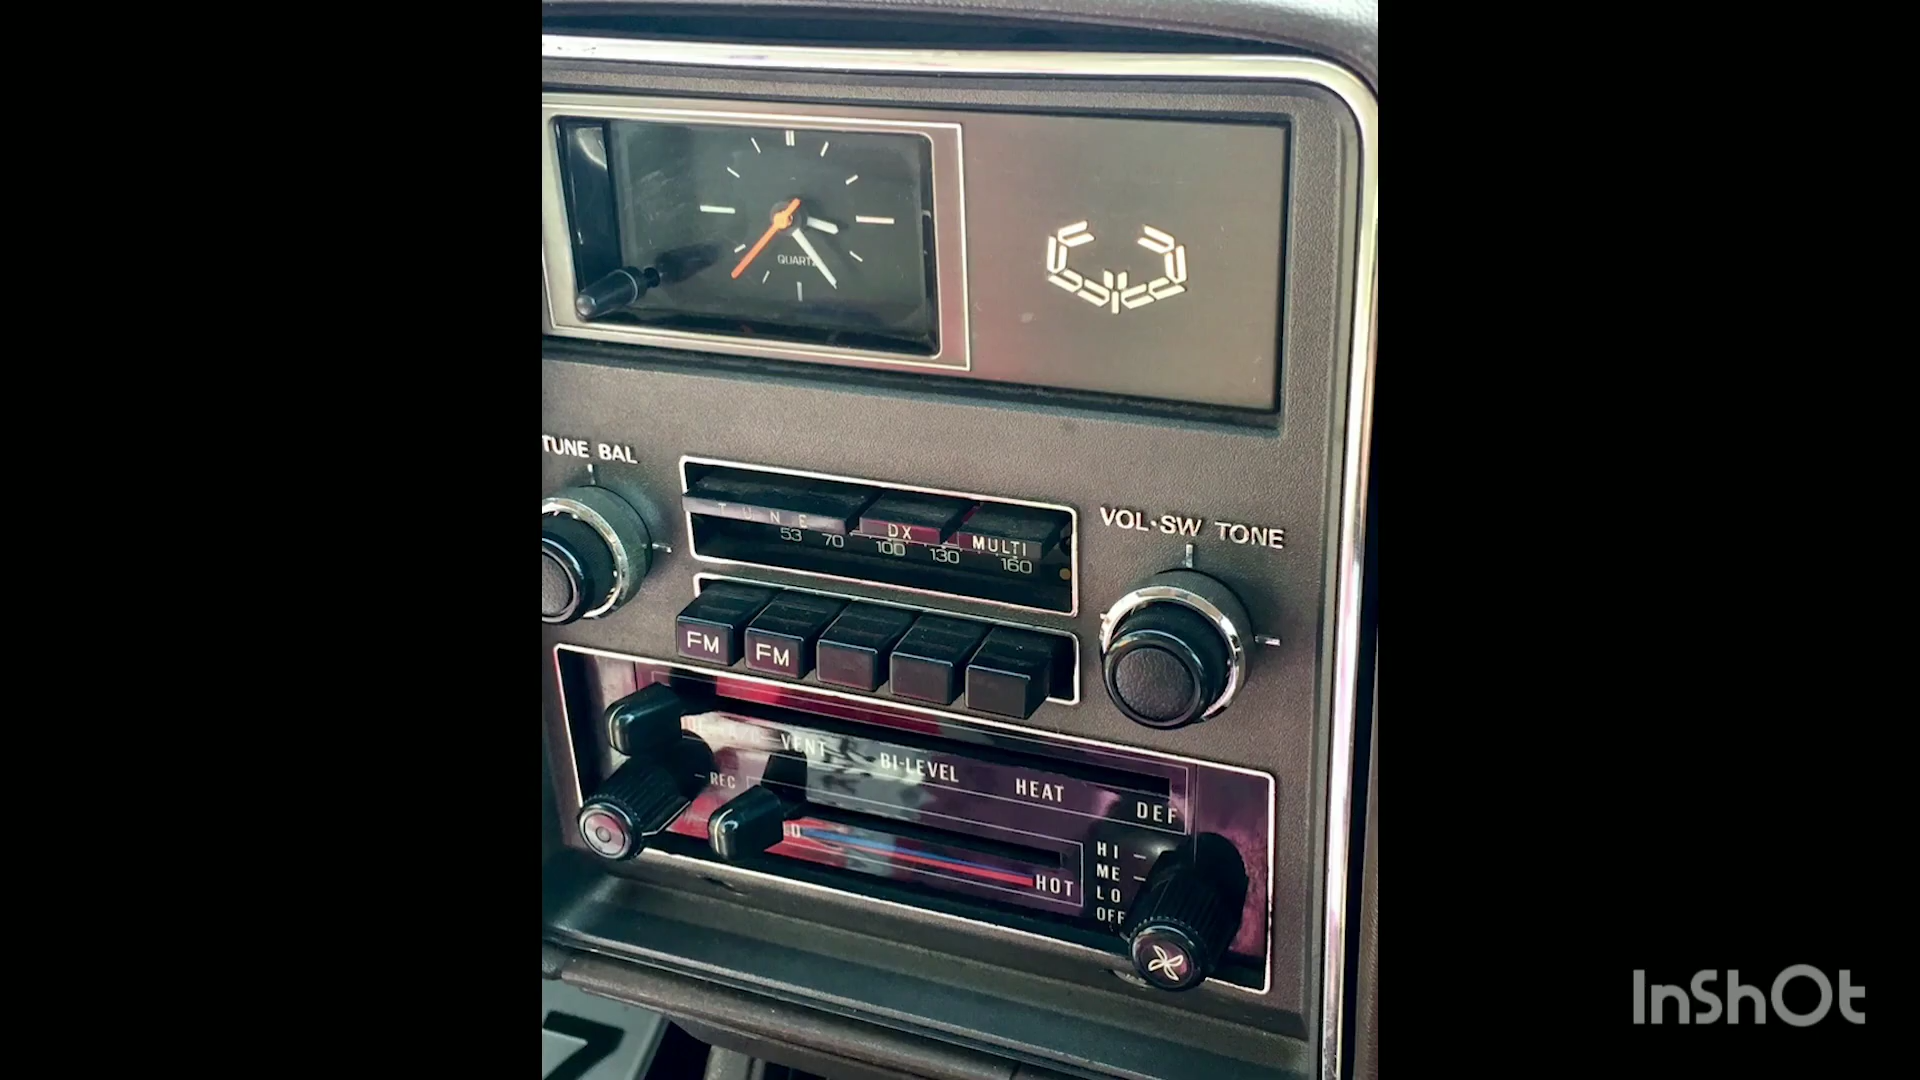 QUARTZ
TUNE BAL
TUNE DX MULTI
53 70 100 130 160
VOL·SW TONE
FM FM
VENT BI-LEVEL HEAT DEF
REC
HOT
HI
ME
LO
OFF
InShOt